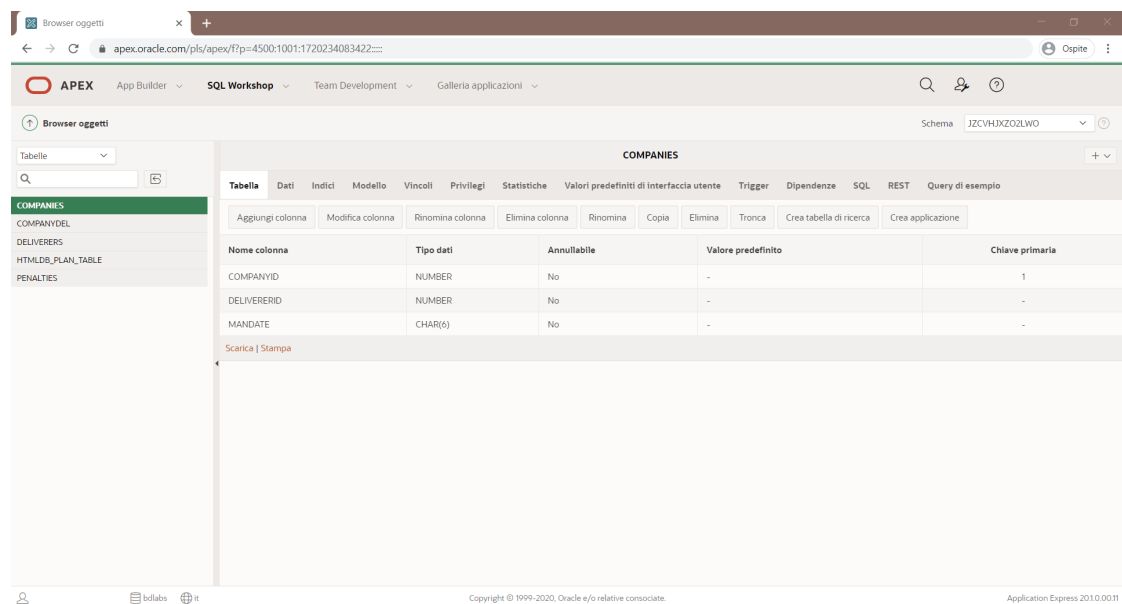 Browser oggetti
apex.oracle.com/pls/apex/f?p=4500:1001:1720234083422:::::
Ospite
APEX App Builder SQL Workshop Team Development Galleria applicazioni
Browser oggetti
Schema JZCVHJXZO2LWO
Tabelle
COMPANIES
COMPANYDEL
DELIVERERS
HTMLDB_PLAN_TABLE
PENALTIES
COMPANIES
Tabella Dati Indici Modello Vincoli Privilegi Statistiche Valori predefiniti di interfaccia utente Trigger Dipendenze SQL REST Query di esempio
Aggiungi colonna Modifica colonna Rinomina colonna Elimina colonna Rinomina Copia Elimina Tronca Crea tabella di ricerca Crea applicazione
Nome colonna Tipo dati Annullabile Valore predefinito Chiave primaria
COMPANYID NUMBER No - 1
DELIVERERID NUMBER No - -
MANDATE CHAR(6) No - -
Scarica | Stampa
bdlabs it
Copyright © 1999-2020, Oracle e/o relative consociate.
Application Express 20.1.0.00.11